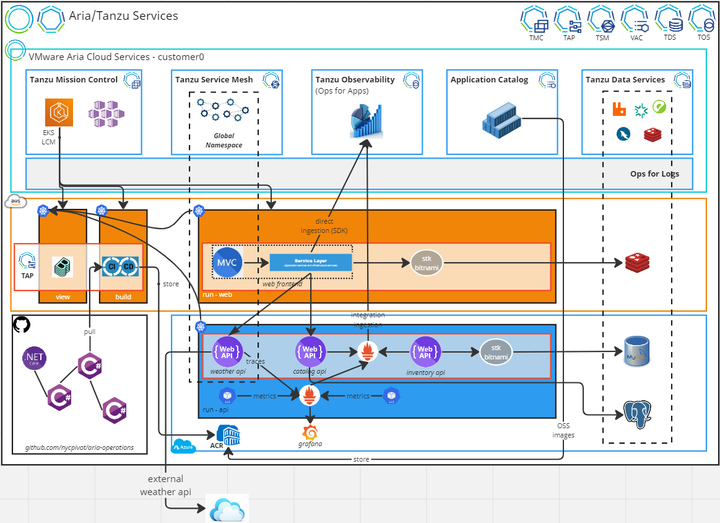 Aria/Tanzu Services
TMC
TAP
TSM
VAC
TDS
TOS
VMware Aria Cloud Services - customer0
Tanzu Mission Control
Tanzu Service Mesh
Tanzu Observability
(Ops for Apps)
Application Catalog
Tanzu Data Services
EKS
LCM
Global
Namespace
Ops for Logs
aws
direct
ingestion (SDK)
TAP
CI
CD
MVC
Service Layer
stk
bitnami
web frontend
view
build
run - web
store
integration
ingestion
pull
.NET
Core
C#
C#
C#
{Web
API}
{Web
API}
{Web
API}
stk
bitnami
MySQL
weather api
traces
catalog api
inventory api
metrics
metrics
run - api
OSS
images
ACR
grafana
Azure
github.com/nycpivot/aria-operations
store
external
weather api